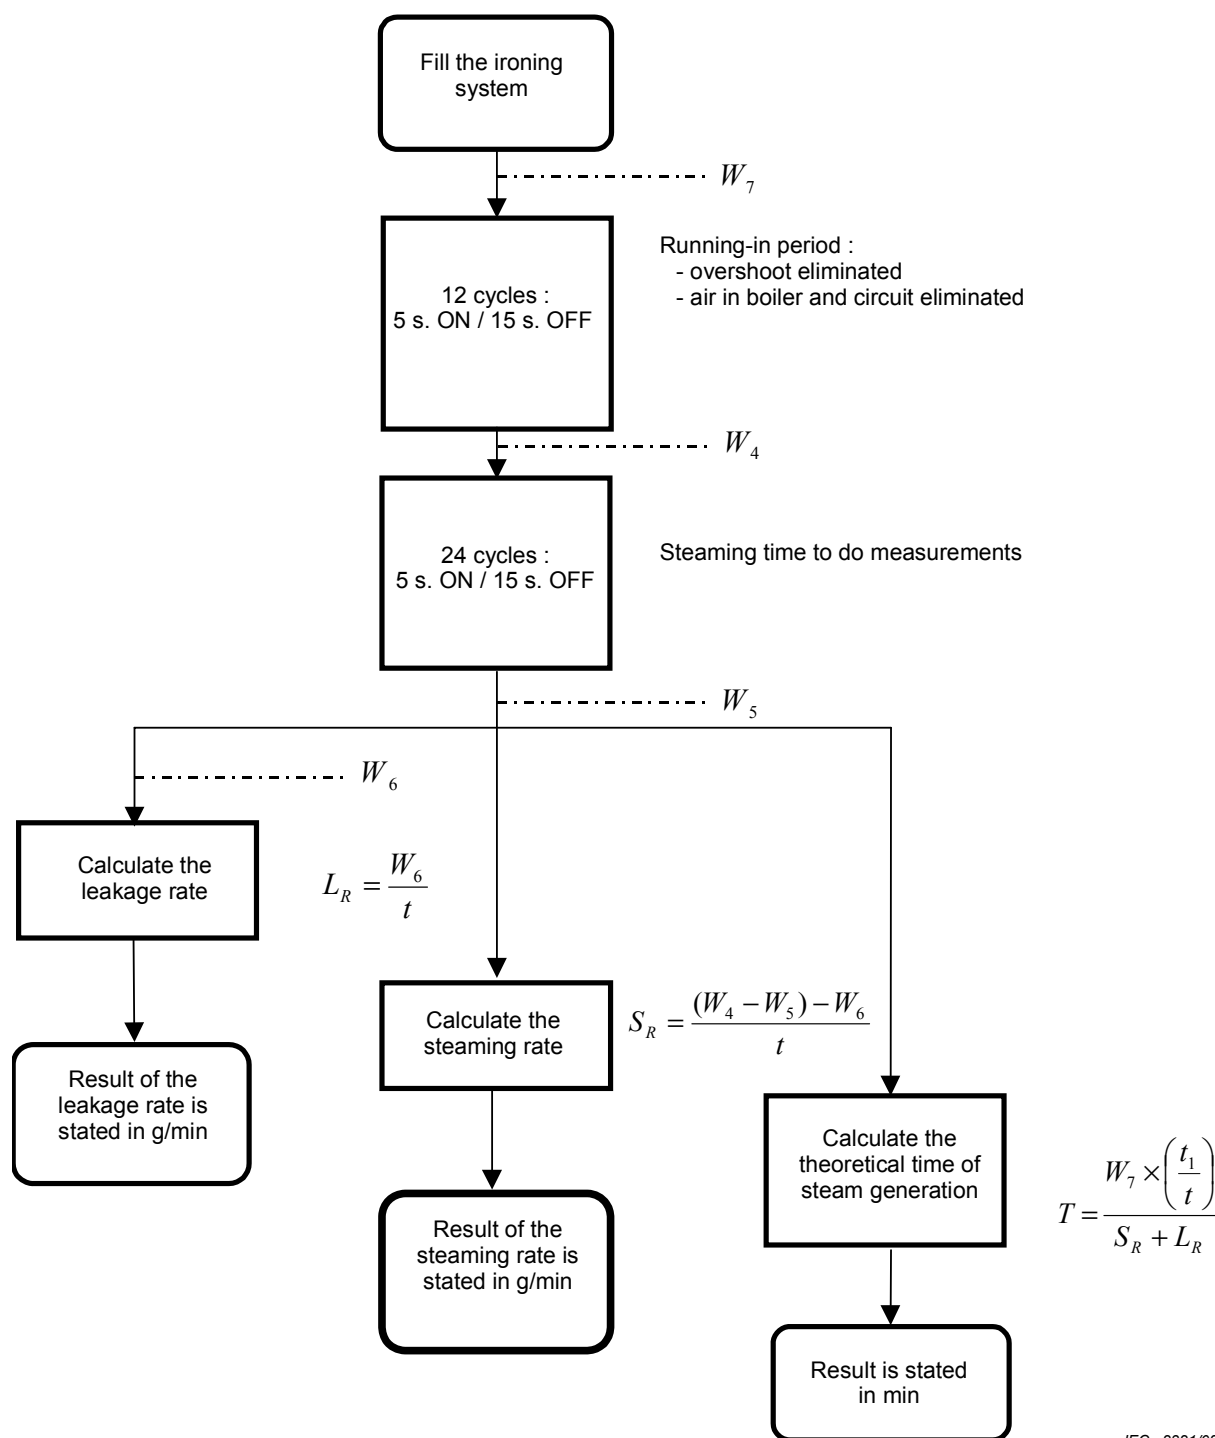 Fill the ironing
system
W₇
Running-in period :
- overshoot eliminated
- air in boiler and circuit eliminated
12 cycles :
5 s. ON / 15 s. OFF
W₄
24 cycles :
5 s. ON / 15 s. OFF
Steaming time to do measurements
W₅
W₆
Calculate the
leakage rate
L_R = W₆ / t
Calculate the
steaming rate
S_R = ((W₄ − W₅) − W₆) / t
Result of the
leakage rate is
stated in g/min
Calculate the
theoretical time of
steam generation
T = (W₇ × (t₁ / t)) / (S_R + L_R)
Result of the
steaming rate is
stated in g/min
Result is stated
in min